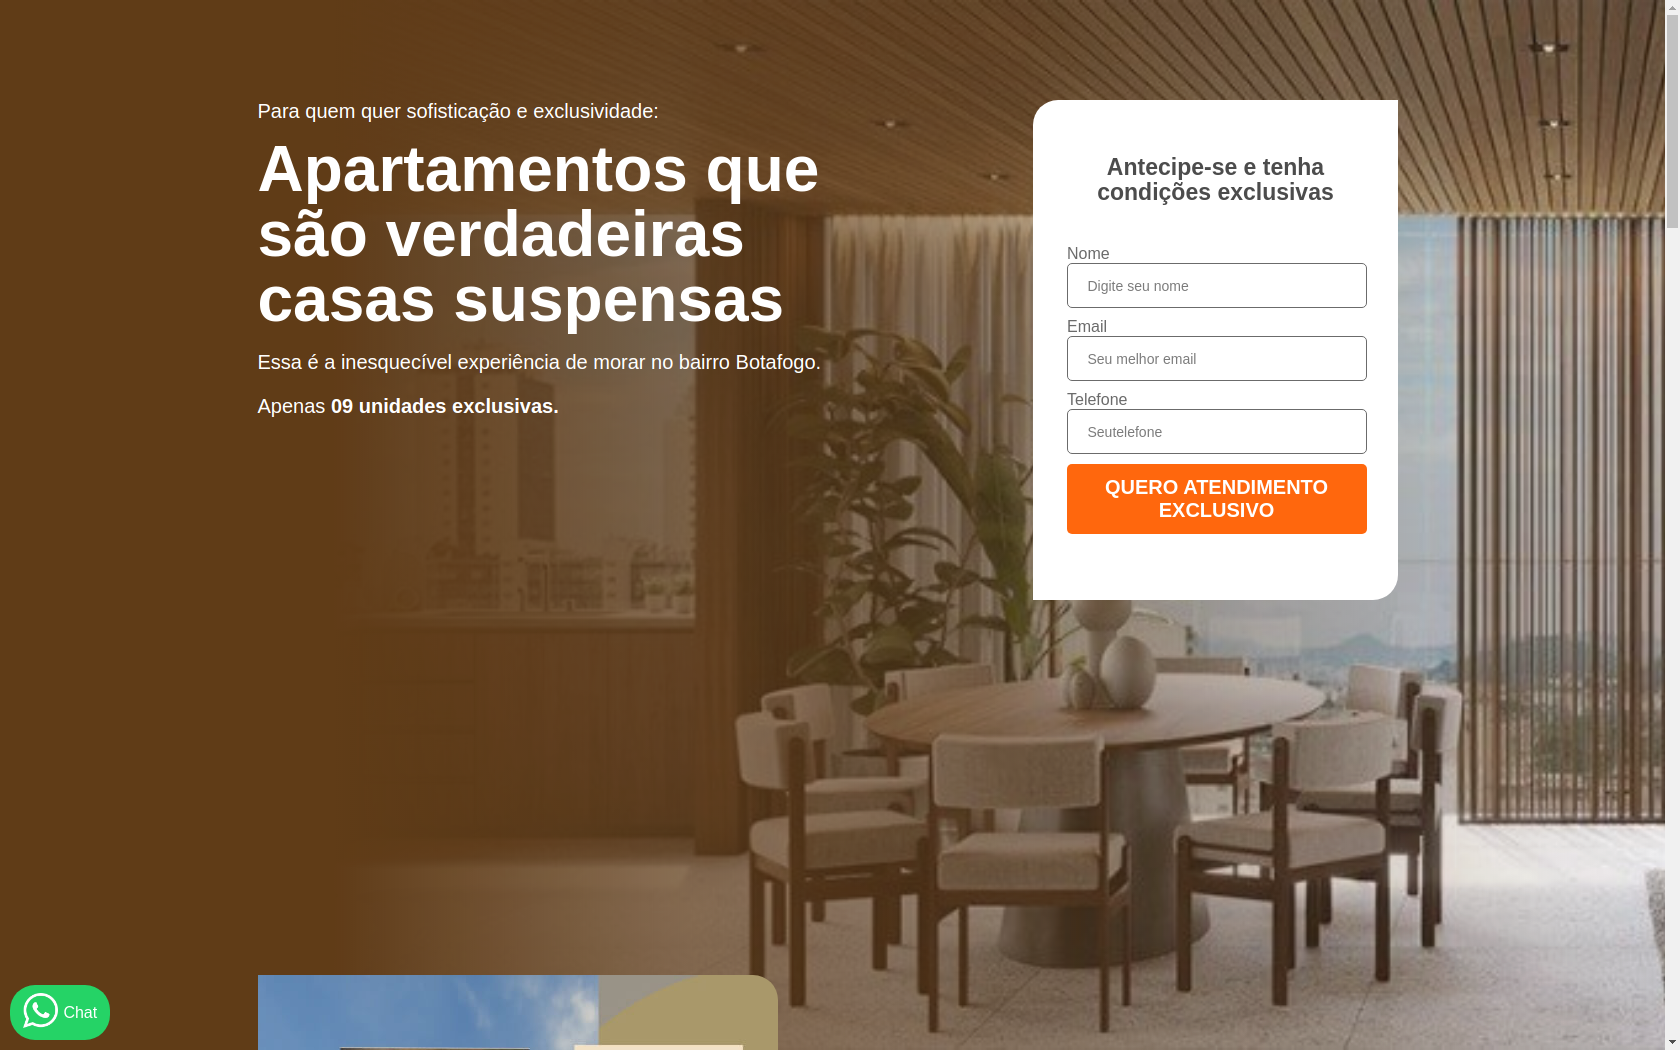 Para quem quer sofisticação e exclusividade:
Apartamentos que
são verdadeiras
casas suspensas
Essa é a inesquecível experiência de morar no bairro Botafogo.
Apenas 09 unidades exclusivas.
Antecipe-se e tenha
condições exclusivas
Nome
Digite seu nome
Email
Seu melhor email
Telefone
Seutelefone
QUERO ATENDIMENTO
EXCLUSIVO
Chat